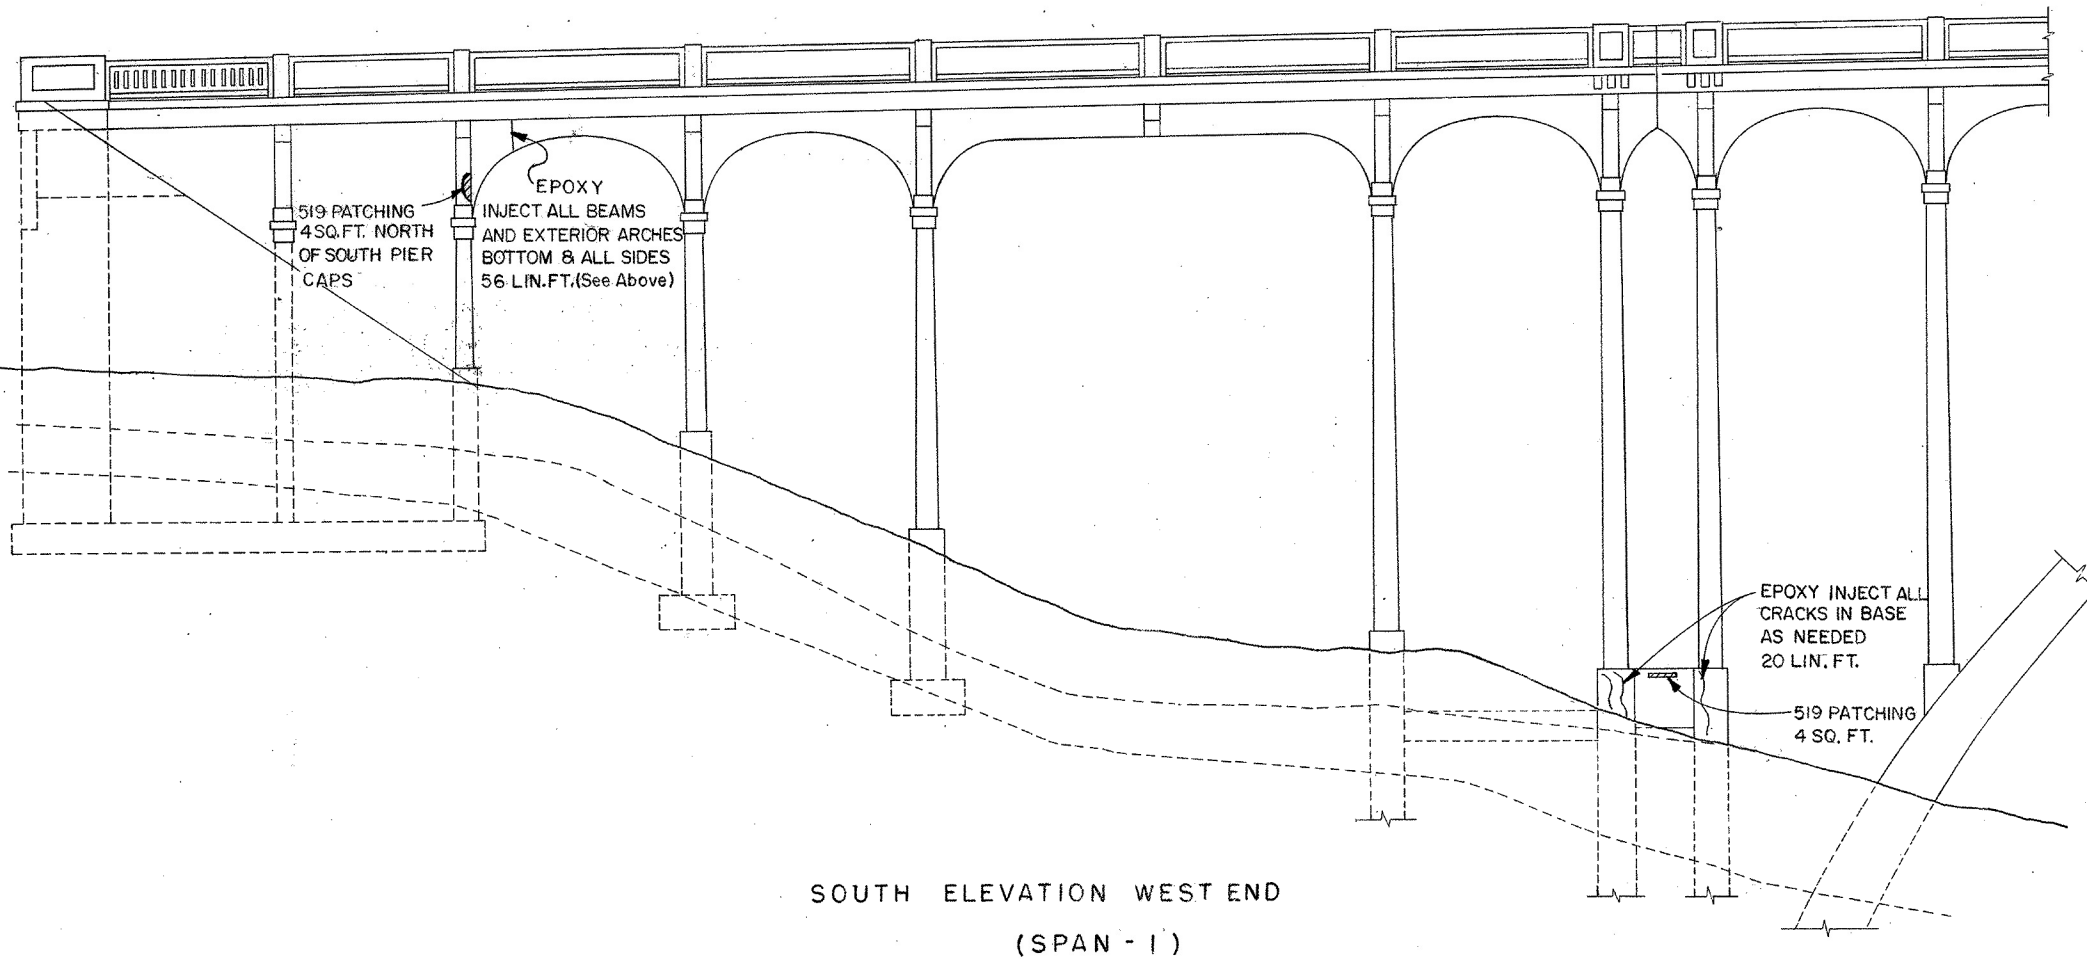 519 PATCHING
4 SQ. FT. NORTH
OF SOUTH PIER
CAPS
EPOXY
INJECT ALL BEAMS
AND EXTERIOR ARCHES
BOTTOM & ALL SIDES
56 LIN. FT. (See Above)
EPOXY INJECT ALL
CRACKS IN BASE
AS NEEDED
20 LIN. FT.
519 PATCHING
4 SQ. FT.
SOUTH ELEVATION WEST END
(SPAN - 1)